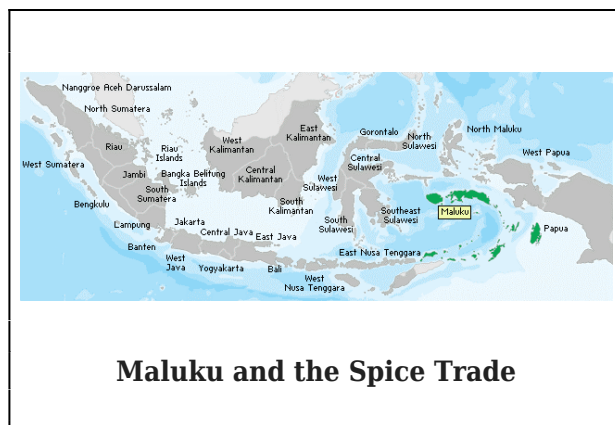 Nanggroe Aceh Darussalam
North Sumatera
Riau
Riau
Islands
West
Kalimantan
East
Kalimantan
Gorontalo
North
Sulawesi
North Maluku
West Papua
West Sumatera
Jambi
Bangka Belitung
Islands
Central
Kalimantan
Central
Sulawesi
West
Sulawesi
Bengkulu
South
Sumatera
South
Kalimantan
South
Sulawesi
Southeast
Sulawesi
Maluku
Papua
Lampung
Jakarta
Central Java
East Java
Banten
West
Java
Yogyakarta
Bali
West
Nusa Tenggara
East Nusa Tenggara
Maluku and the Spice Trade